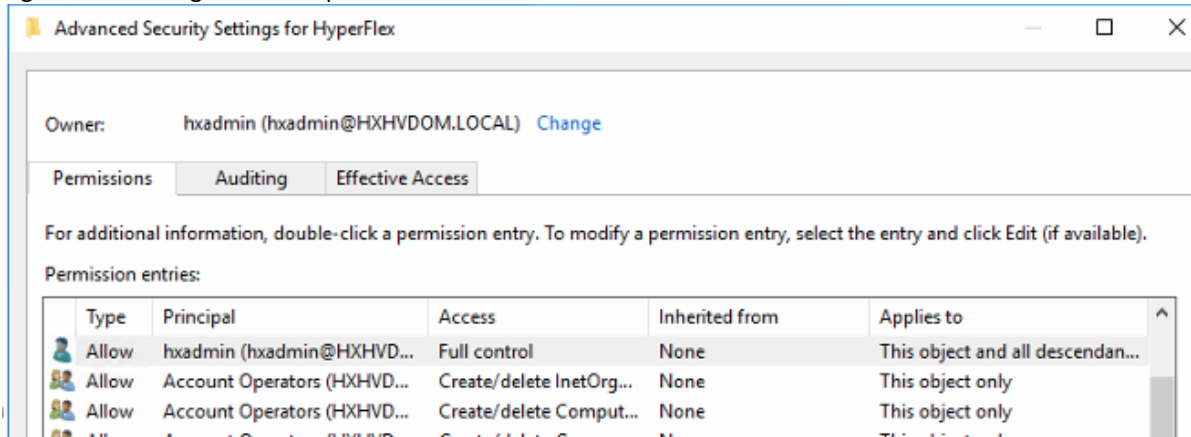 Advanced Security Settings for HyperFlex
Owner: hxadmin (hxadmin@HXHVDOM.LOCAL) Change
Permissions Auditing Effective Access
For additional information, double-click a permission entry. To modify a permission entry, select the entry and click Edit (if available).
Permission entries:
Type Principal Access Inherited from Applies to
Allow hxadmin (hxadmin@HXHVD... Full control None This object and all descendan...
Allow Account Operators (HXHVD... Create/delete InetOrg... None This object only
Allow Account Operators (HXHVD... Create/delete Comput... None This object only